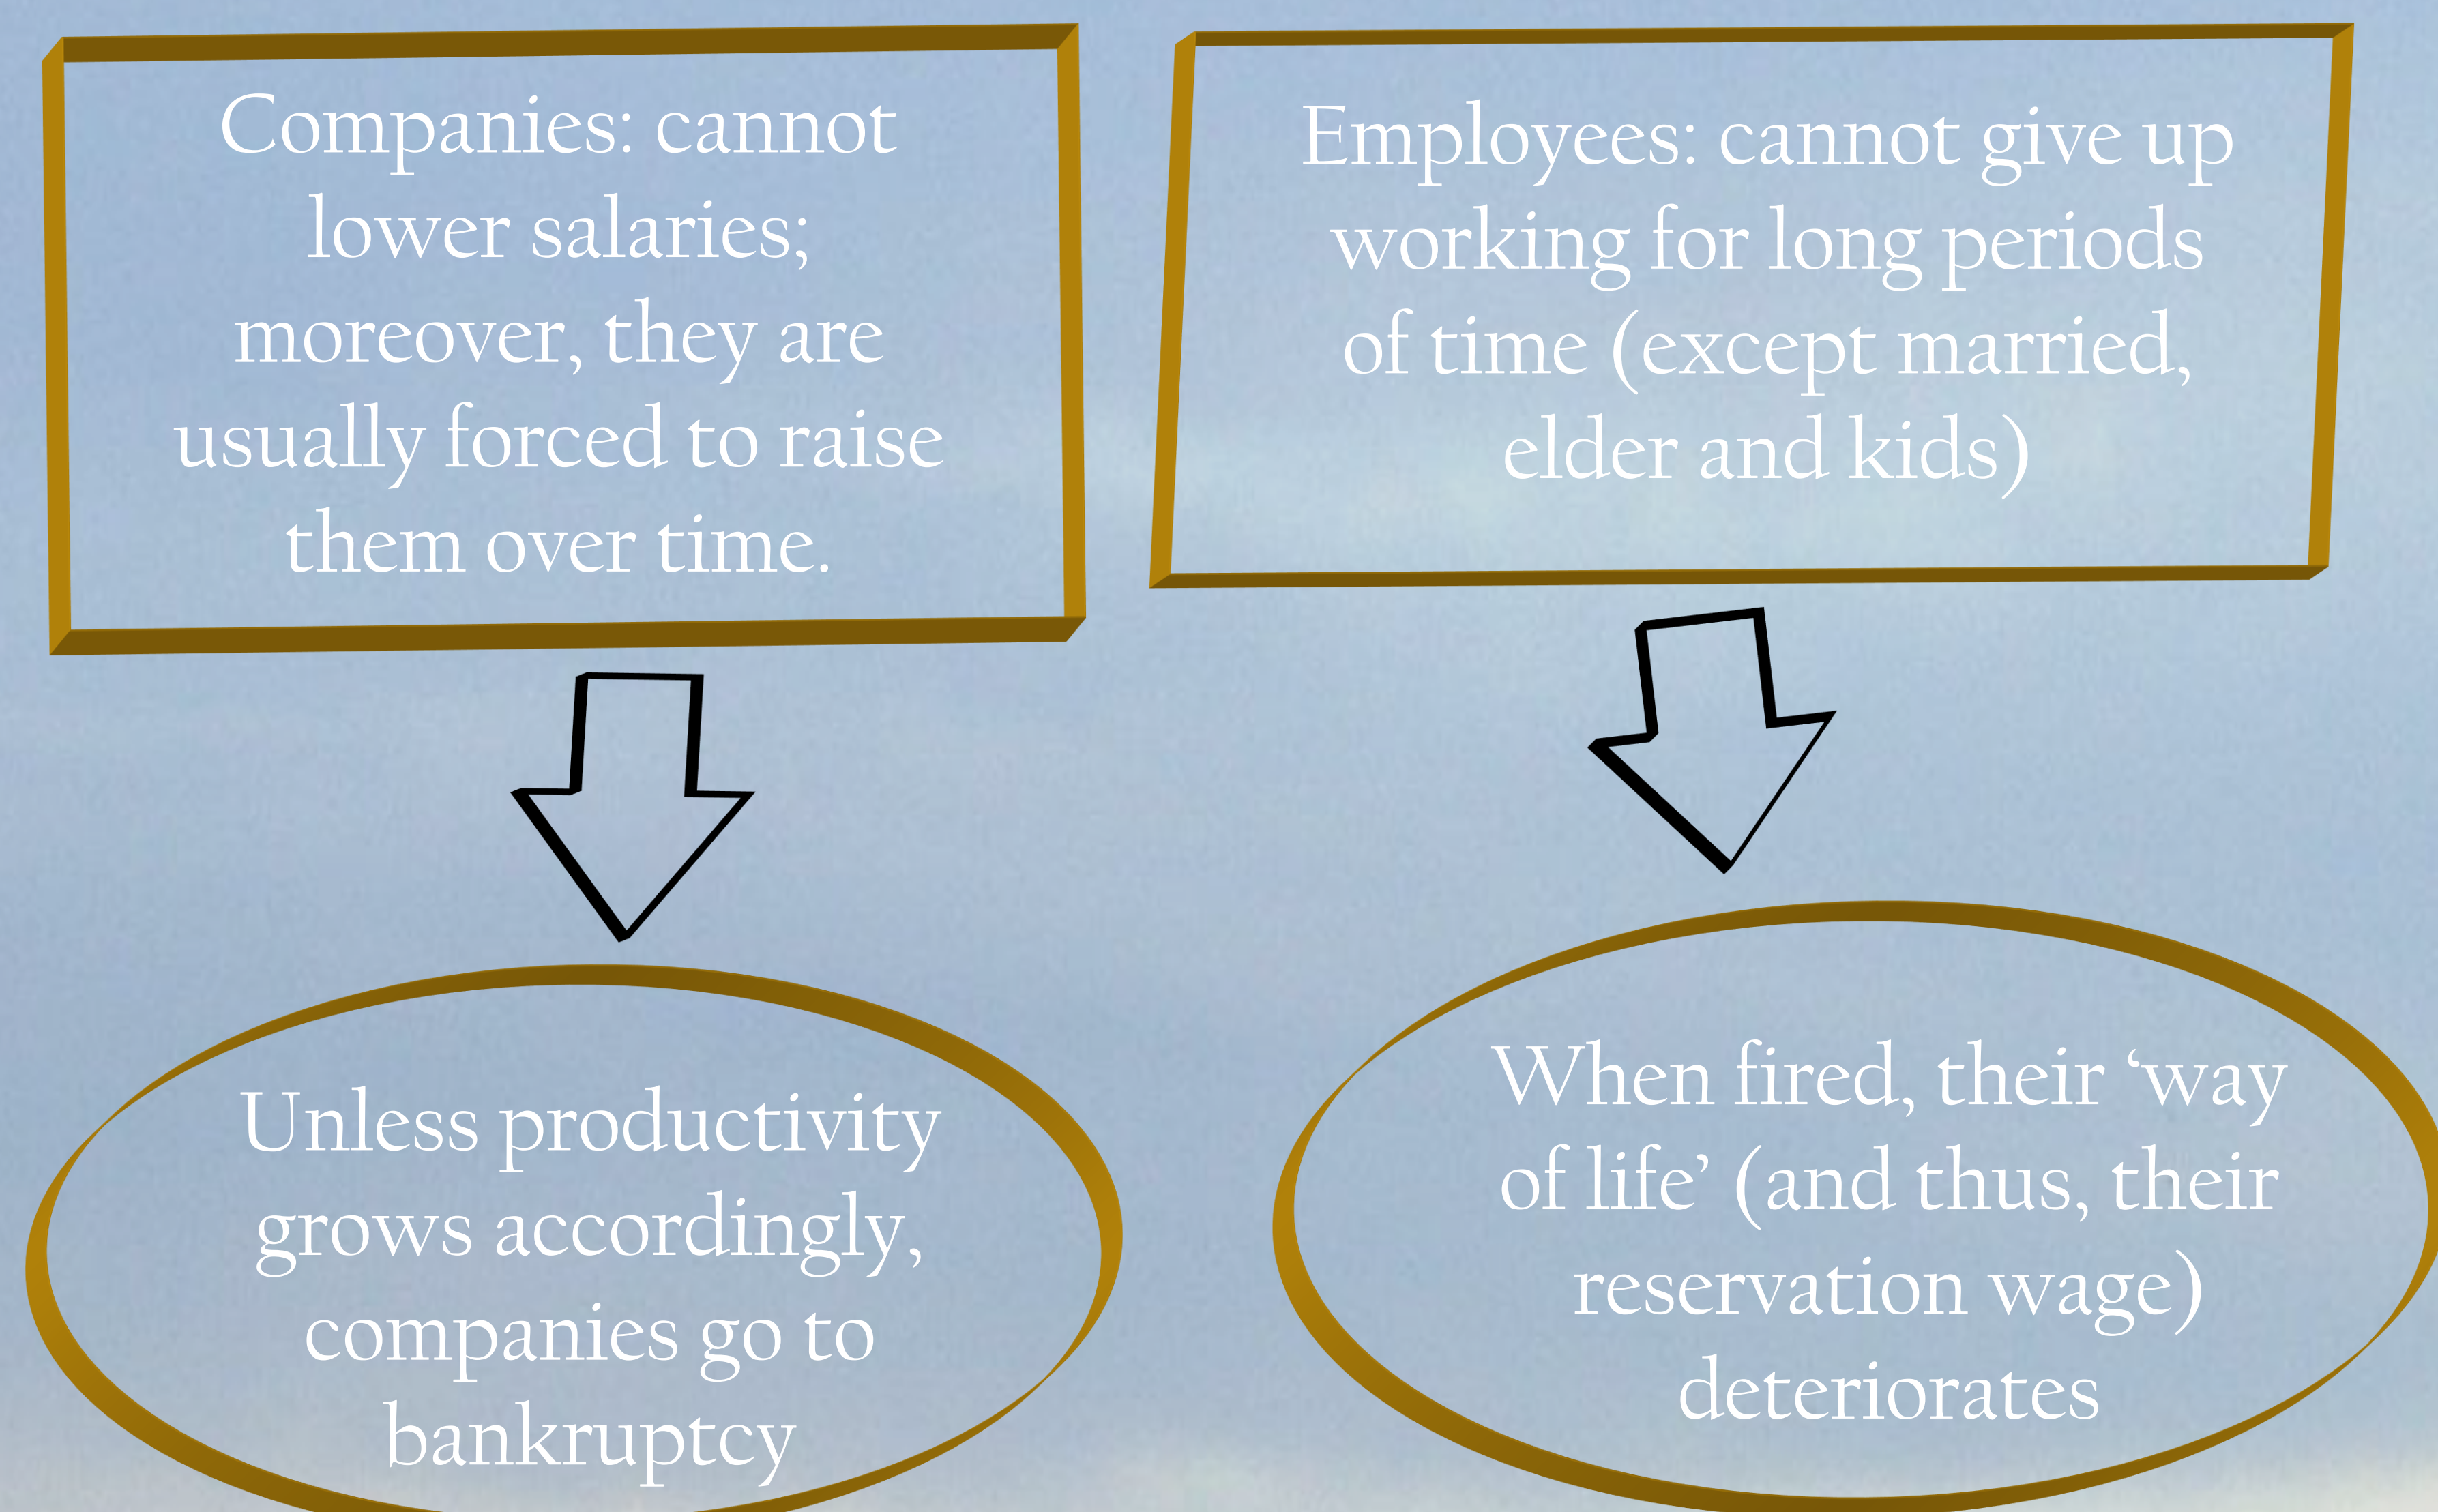 Companies: cannot
lower salaries;
moreover, they are
usually forced to raise
them over time.
Employees: cannot give up
working for long periods
of time (except married,
elder and kids)
Unless productivity
grows accordingly,
companies go to
bankruptcy
When fired, their ‘way
of life’ (and thus, their
reservation wage)
deteriorates